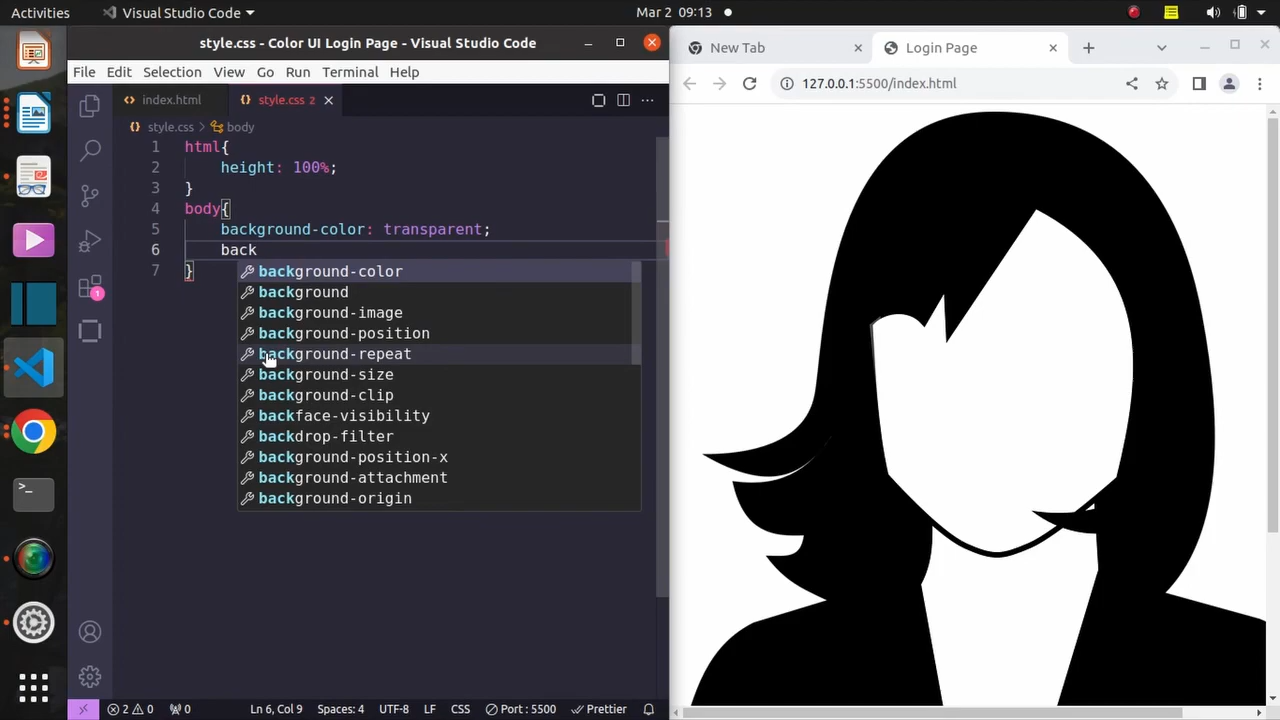 Activities
Visual Studio Code
Mar 2 09:13
style.css - Color UI Login Page - Visual Studio Code
File Edit Selection View Go Run Terminal Help
index.html
style.css 2
style.css > body
1 html{
2 height: 100%;
3 }
4 body{
5 background-color: transparent;
6 back
7 }
background-color
background
background-image
background-position
background-repeat
background-size
background-clip
backface-visibility
backdrop-filter
background-position-x
background-attachment
background-origin
1
2 0 0 Ln 6, Col 9 Spaces: 4 UTF-8 LF CSS Port : 5500 Prettier
New Tab
Login Page
127.0.0.1:5500/index.html